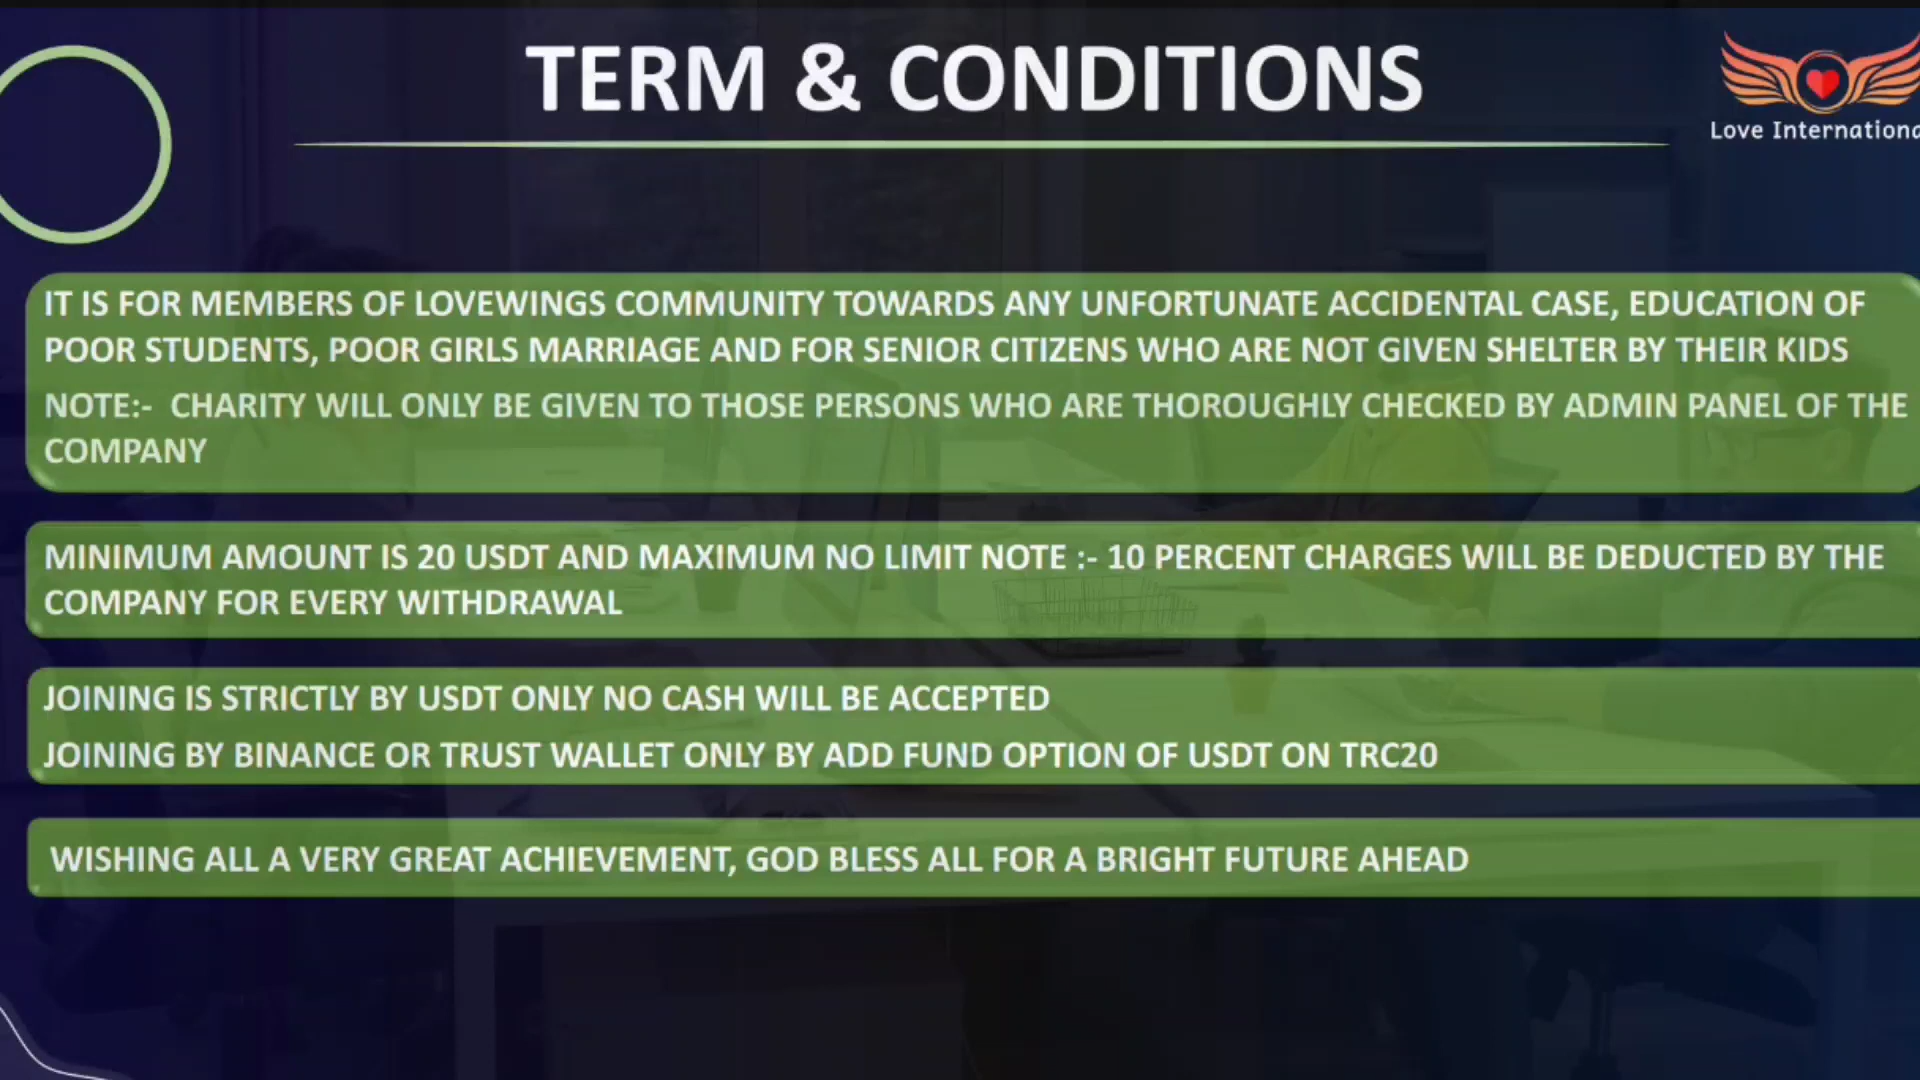 TERM & CONDITIONS
Love Internationa
IT IS FOR MEMBERS OF LOVEWINGS COMMUNITY TOWARDS ANY UNFORTUNATE ACCIDENTAL CASE, EDUCATION OF
POOR STUDENTS, POOR GIRLS MARRIAGE AND FOR SENIOR CITIZENS WHO ARE NOT GIVEN SHELTER BY THEIR KIDS
NOTE:- CHARITY WILL ONLY BE GIVEN TO THOSE PERSONS WHO ARE THOROUGHLY CHECKED BY ADMIN PANEL OF THE
COMPANY
MINIMUM AMOUNT IS 20 USDT AND MAXIMUM NO LIMIT NOTE :- 10 PERCENT CHARGES WILL BE DEDUCTED BY THE
COMPANY FOR EVERY WITHDRAWAL
JOINING IS STRICTLY BY USDT ONLY NO CASH WILL BE ACCEPTED
JOINING BY BINANCE OR TRUST WALLET ONLY BY ADD FUND OPTION OF USDT ON TRC20
WISHING ALL A VERY GREAT ACHIEVEMENT, GOD BLESS ALL FOR A BRIGHT FUTURE AHEAD